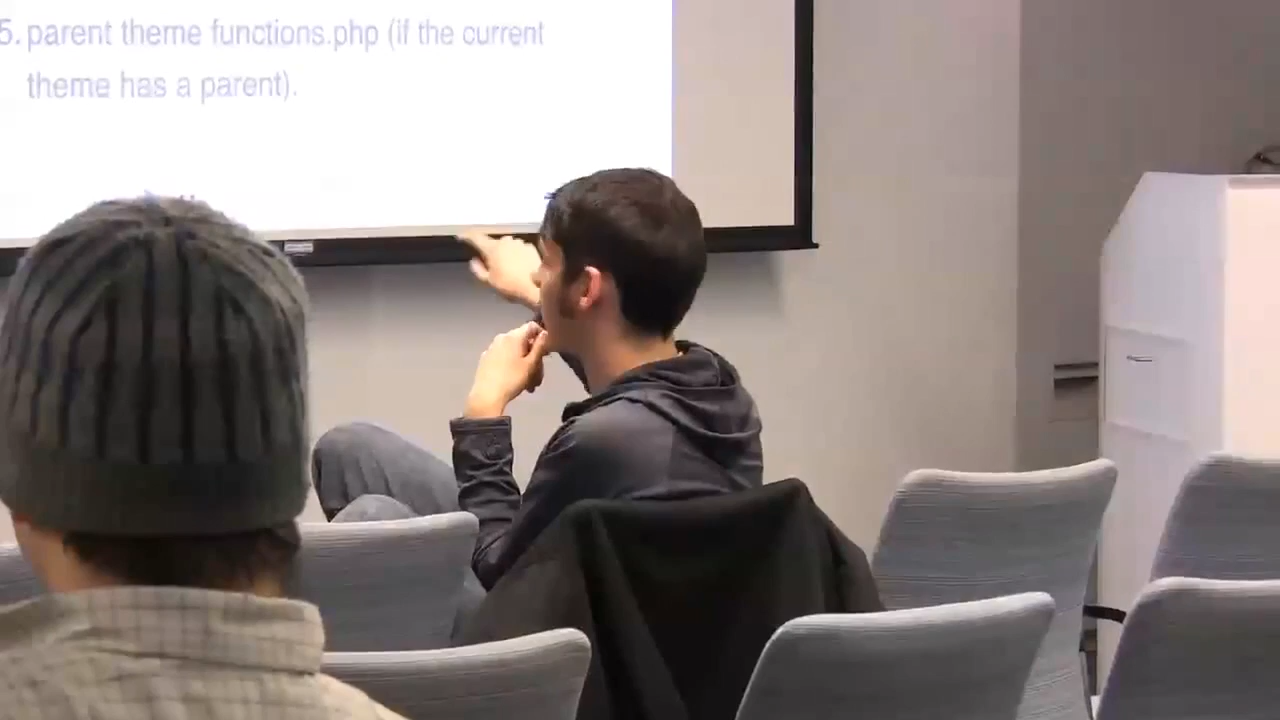 5. parent theme functions.php (if the current
theme has a parent).